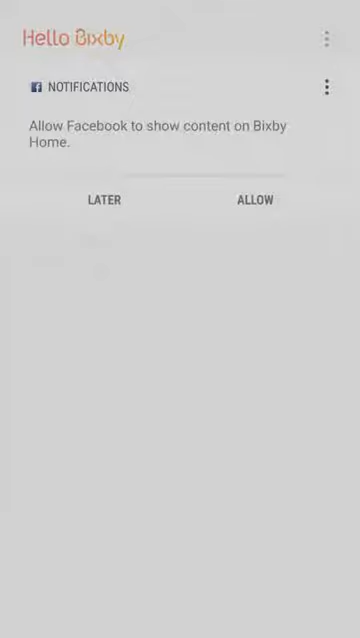 Hello Bixby
NOTIFICATIONS
Allow Facebook to show content on Bixby
Home.
LATER
ALLOW